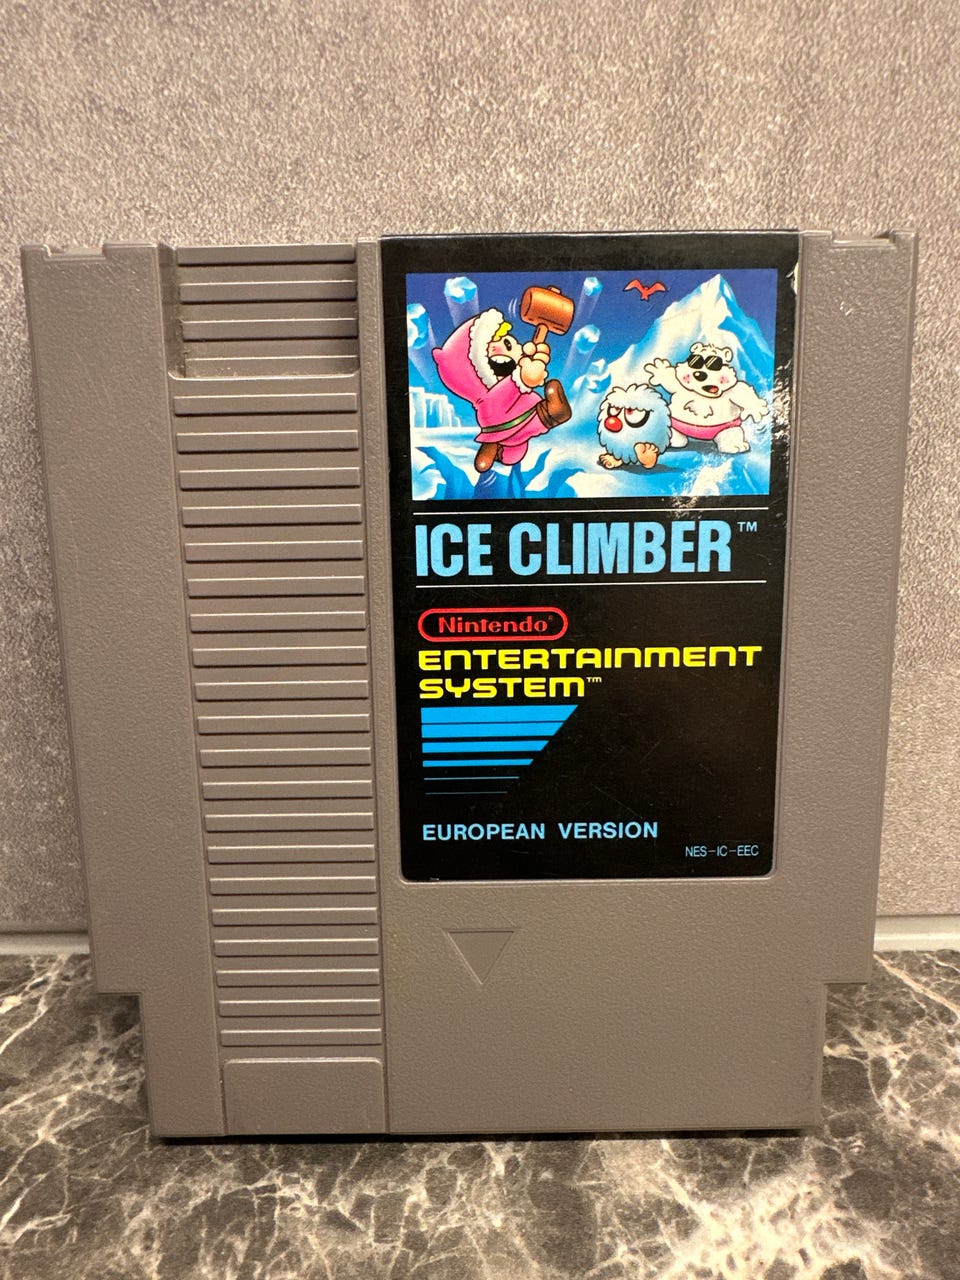 ICE CLIMBER™
Nintendo®
ENTERTAINMENT
SYSTEM™
EUROPEAN VERSION
NES-IC-EEC